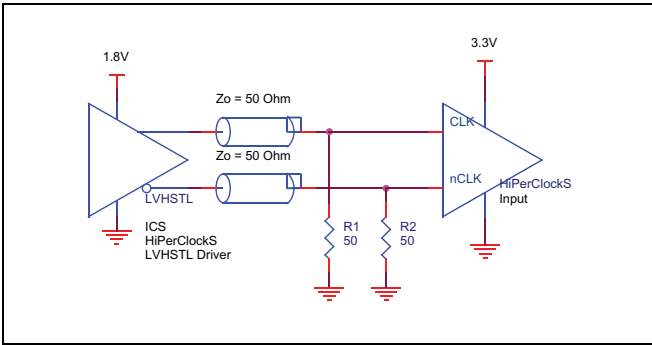 1.8V
3.3V
Zo = 50 Ohm
CLK
Zo = 50 Ohm
nCLK
HiPerClockS
Input
LVHSTL
ICS
HiPerClockS
LVHSTL Driver
R1
50
R2
50